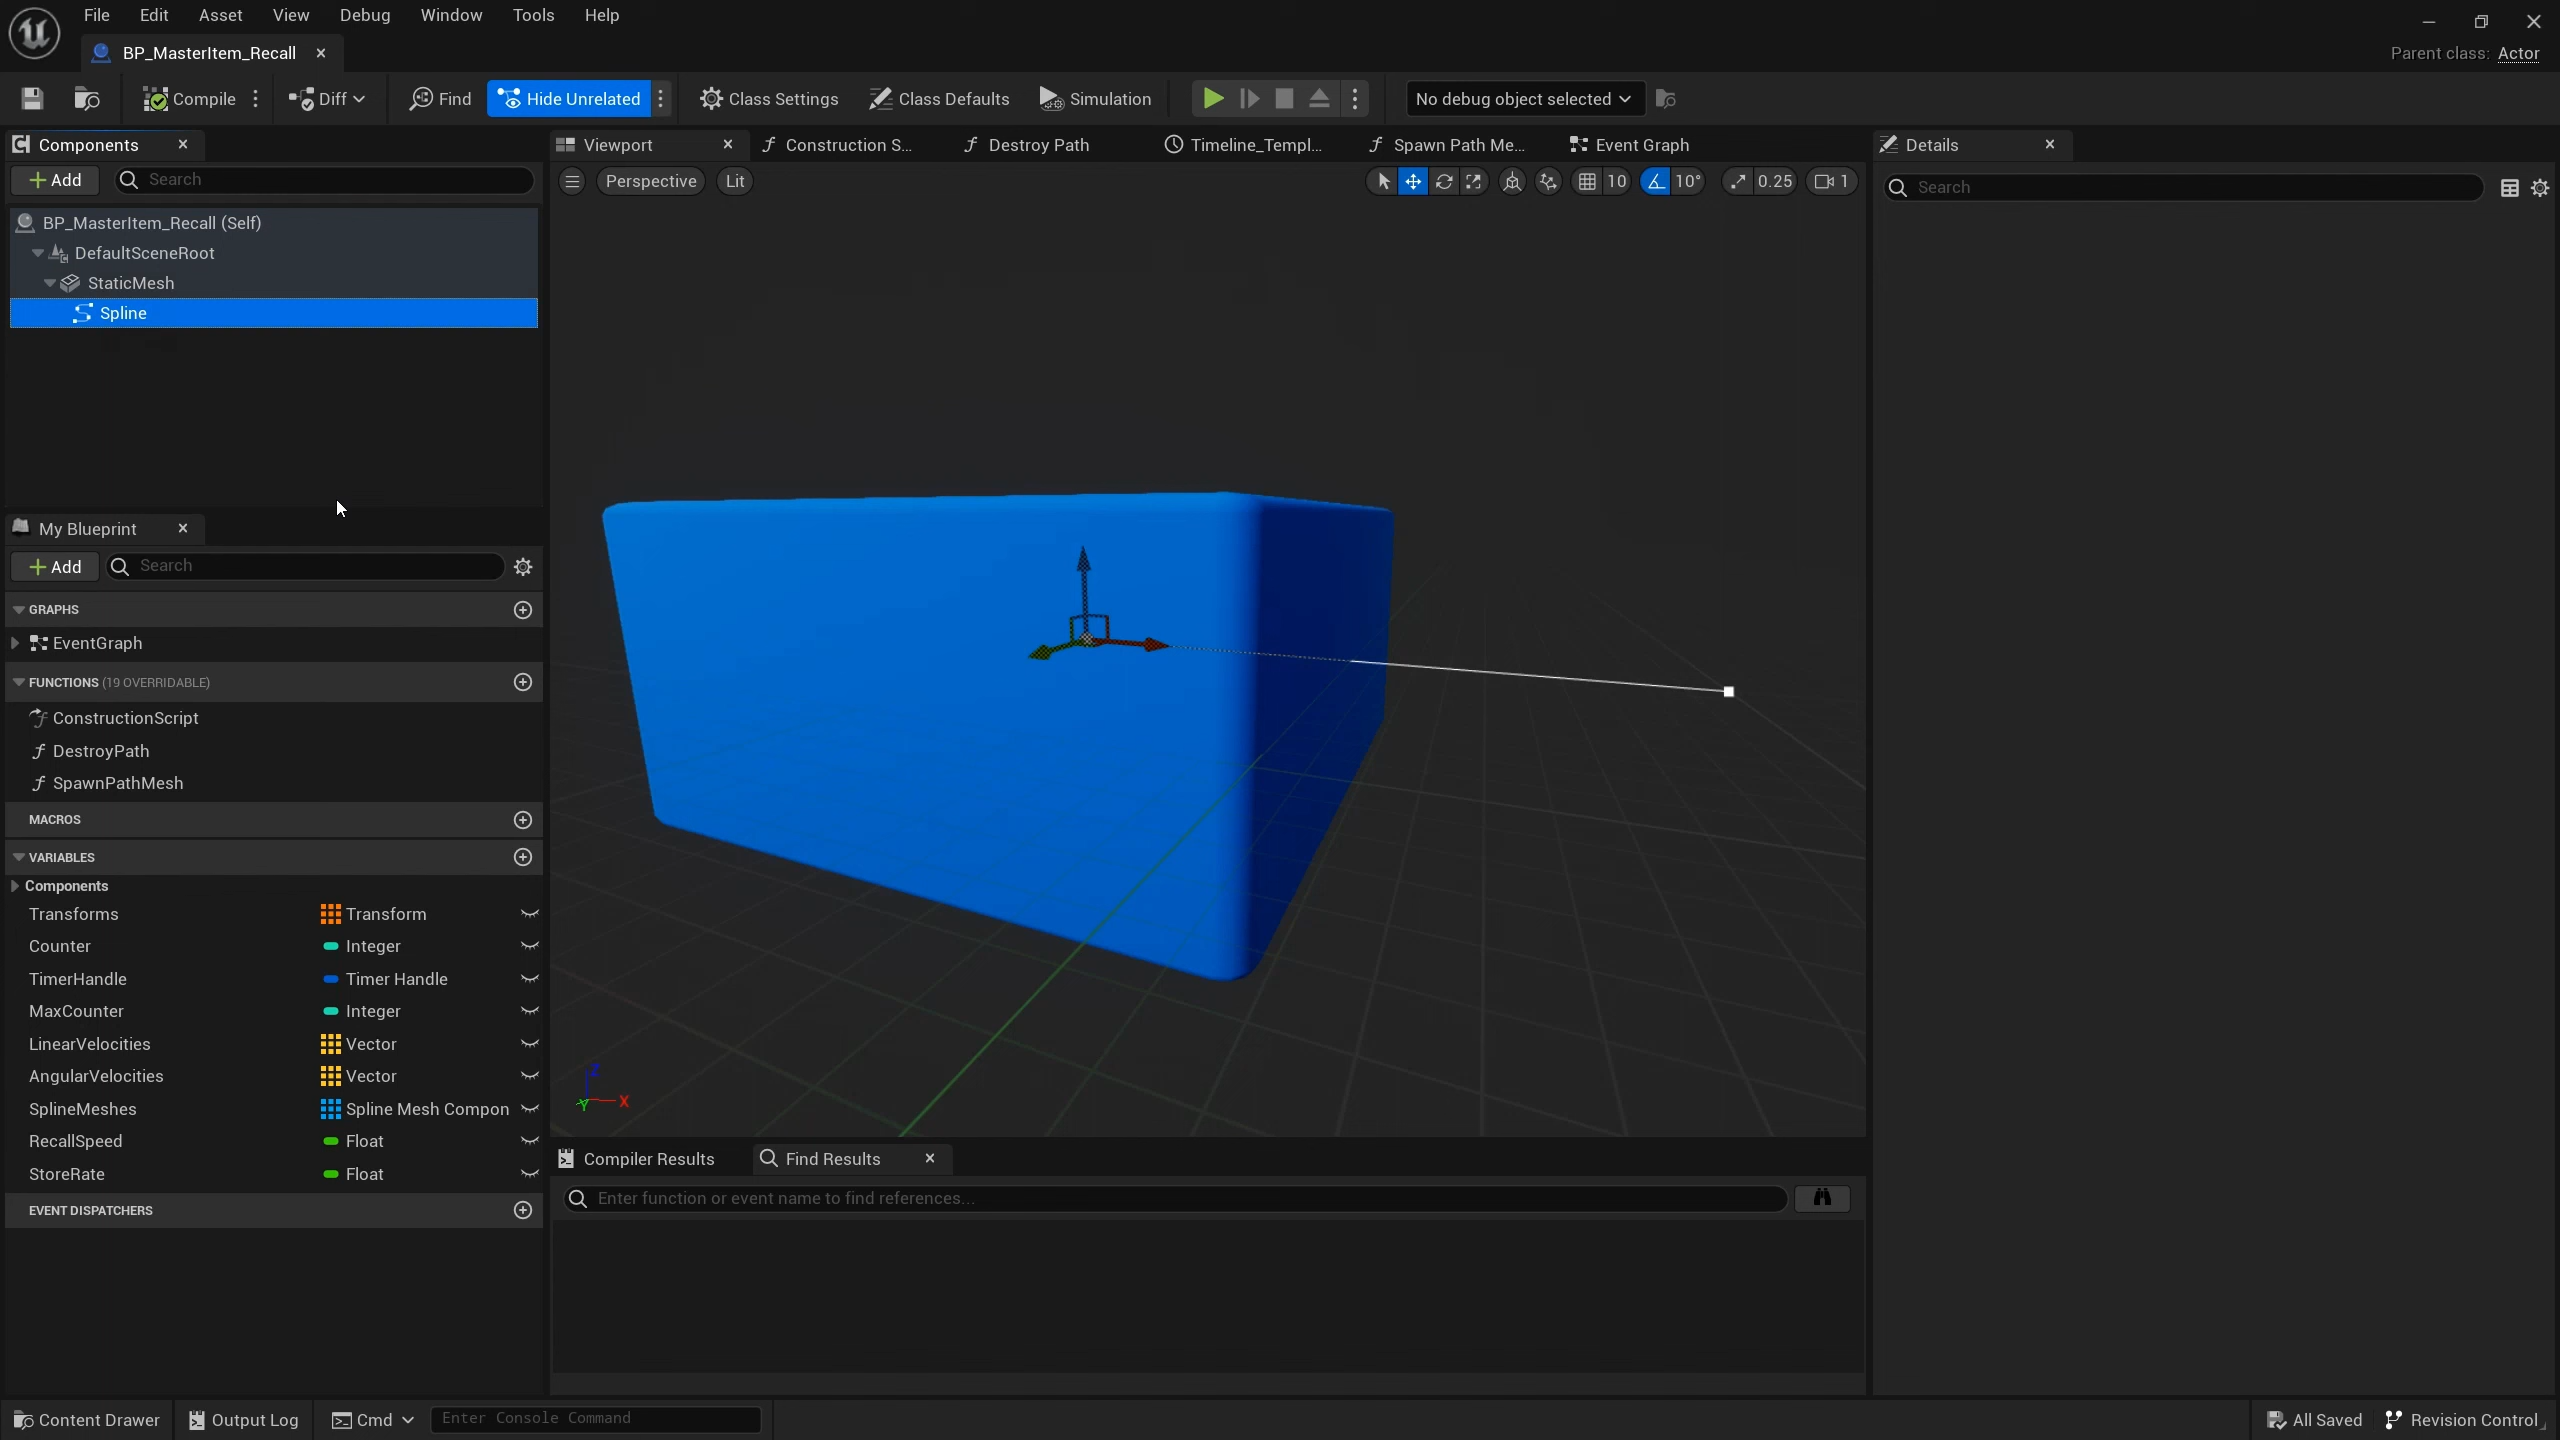 File Edit Asset View Debug Window Tools Help
BP_MasterItem_Recall
Parent class: Actor
Compile Diff Find Hide Unrelated Class Settings Class Defaults Simulation No debug object selected
Components Viewport Construction S... Destroy Path Timeline_Templ... Spawn Path Me... Event Graph Details
Add Search Perspective Lit 10 10° 0.25 1 Search
BP_MasterItem_Recall (Self)
DefaultSceneRoot
StaticMesh
Spline
My Blueprint
Add Search
GRAPHS
EventGraph
FUNCTIONS (19 OVERRIDABLE)
ConstructionScript
DestroyPath
SpawnPathMesh
MACROS
VARIABLES
Components
Transforms Transform
Counter Integer
TimerHandle Timer Handle
MaxCounter Integer
LinearVelocities Vector
AngularVelocities Vector
SplineMeshes Spline Mesh Compon
RecallSpeed Float
StoreRate Float
EVENT DISPATCHERS
Z
Y X
Compiler Results Find Results
Enter function or event name to find references...
Content Drawer Output Log Cmd Enter Console Command All Saved Revision Control